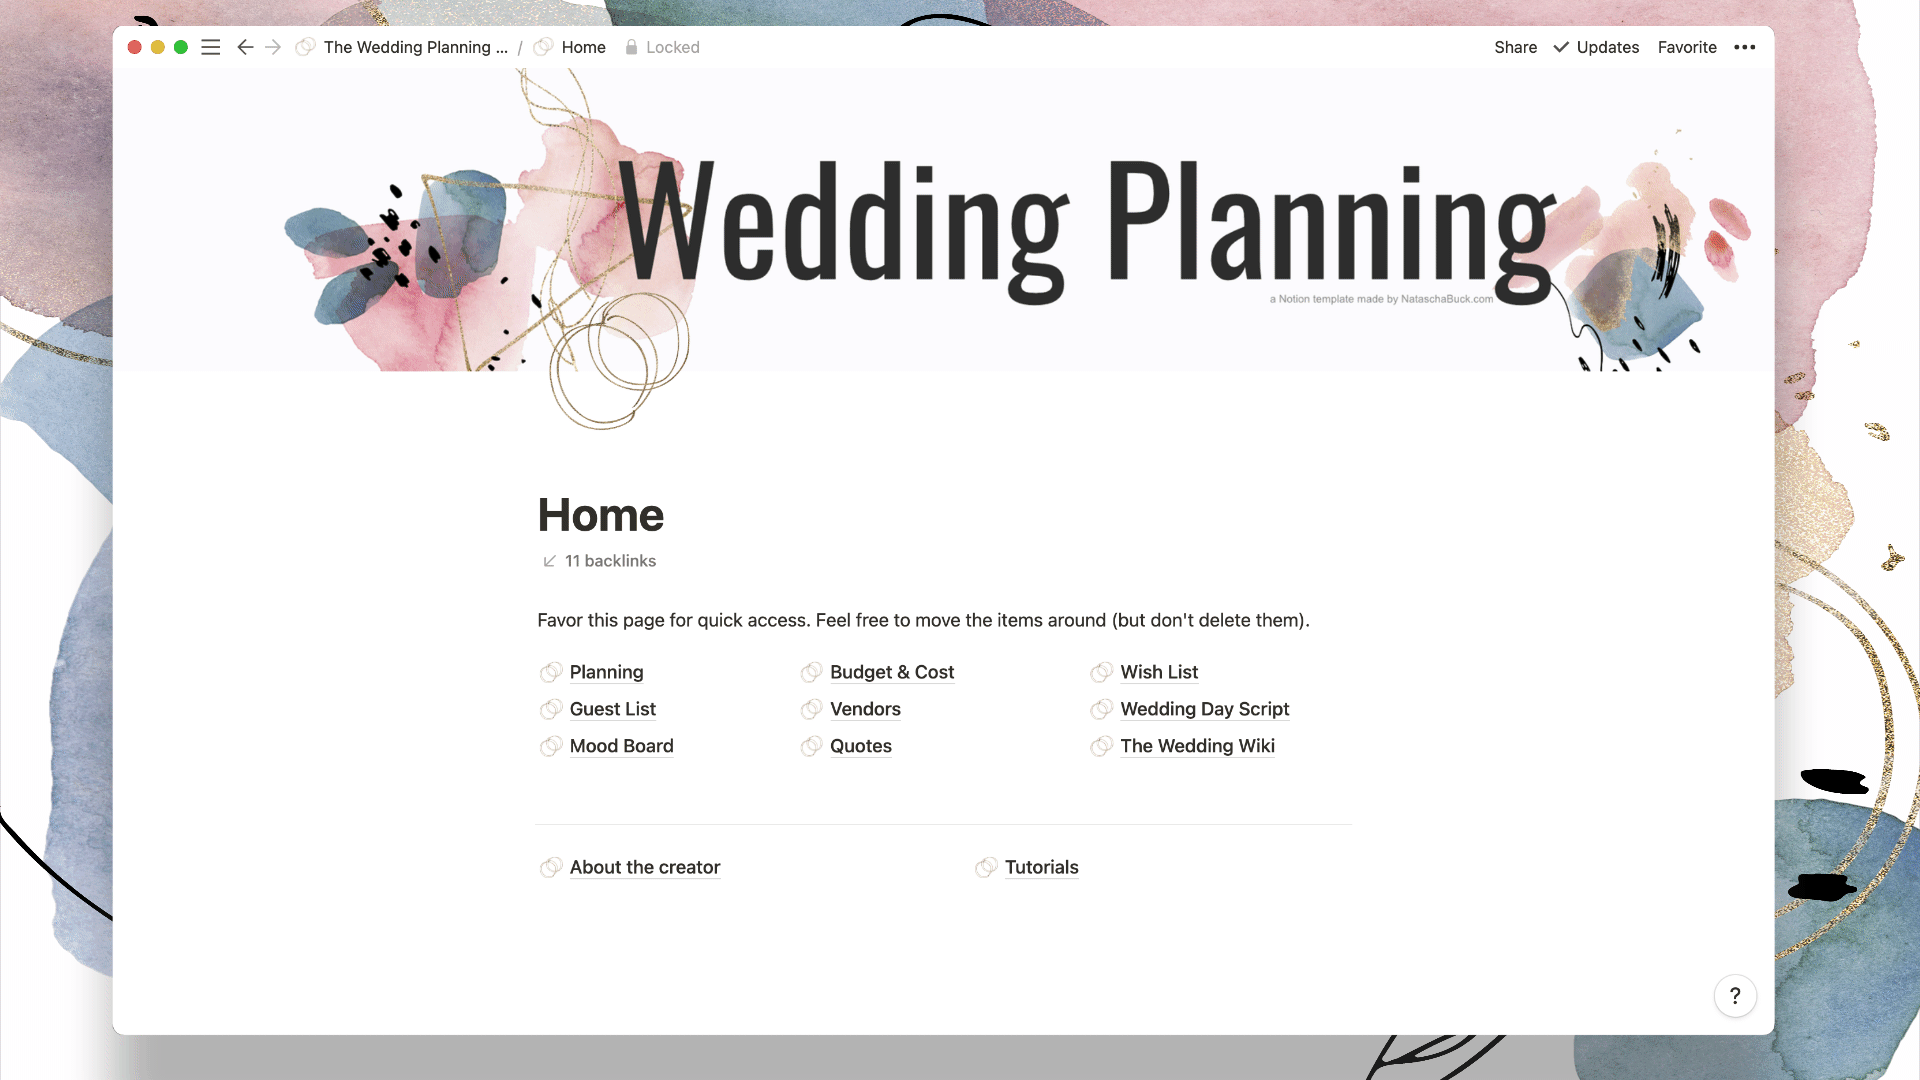 The Wedding Planning ... / Home Locked Share Updates Favorite •••
Wedding Planning
a Notion template made by NataschaBuck.com
Home
11 backlinks
Favor this page for quick access. Feel free to move the items around (but don't delete them).
Planning Budget & Cost Wish List
Guest List Vendors Wedding Day Script
Mood Board Quotes The Wedding Wiki
About the creator Tutorials
?